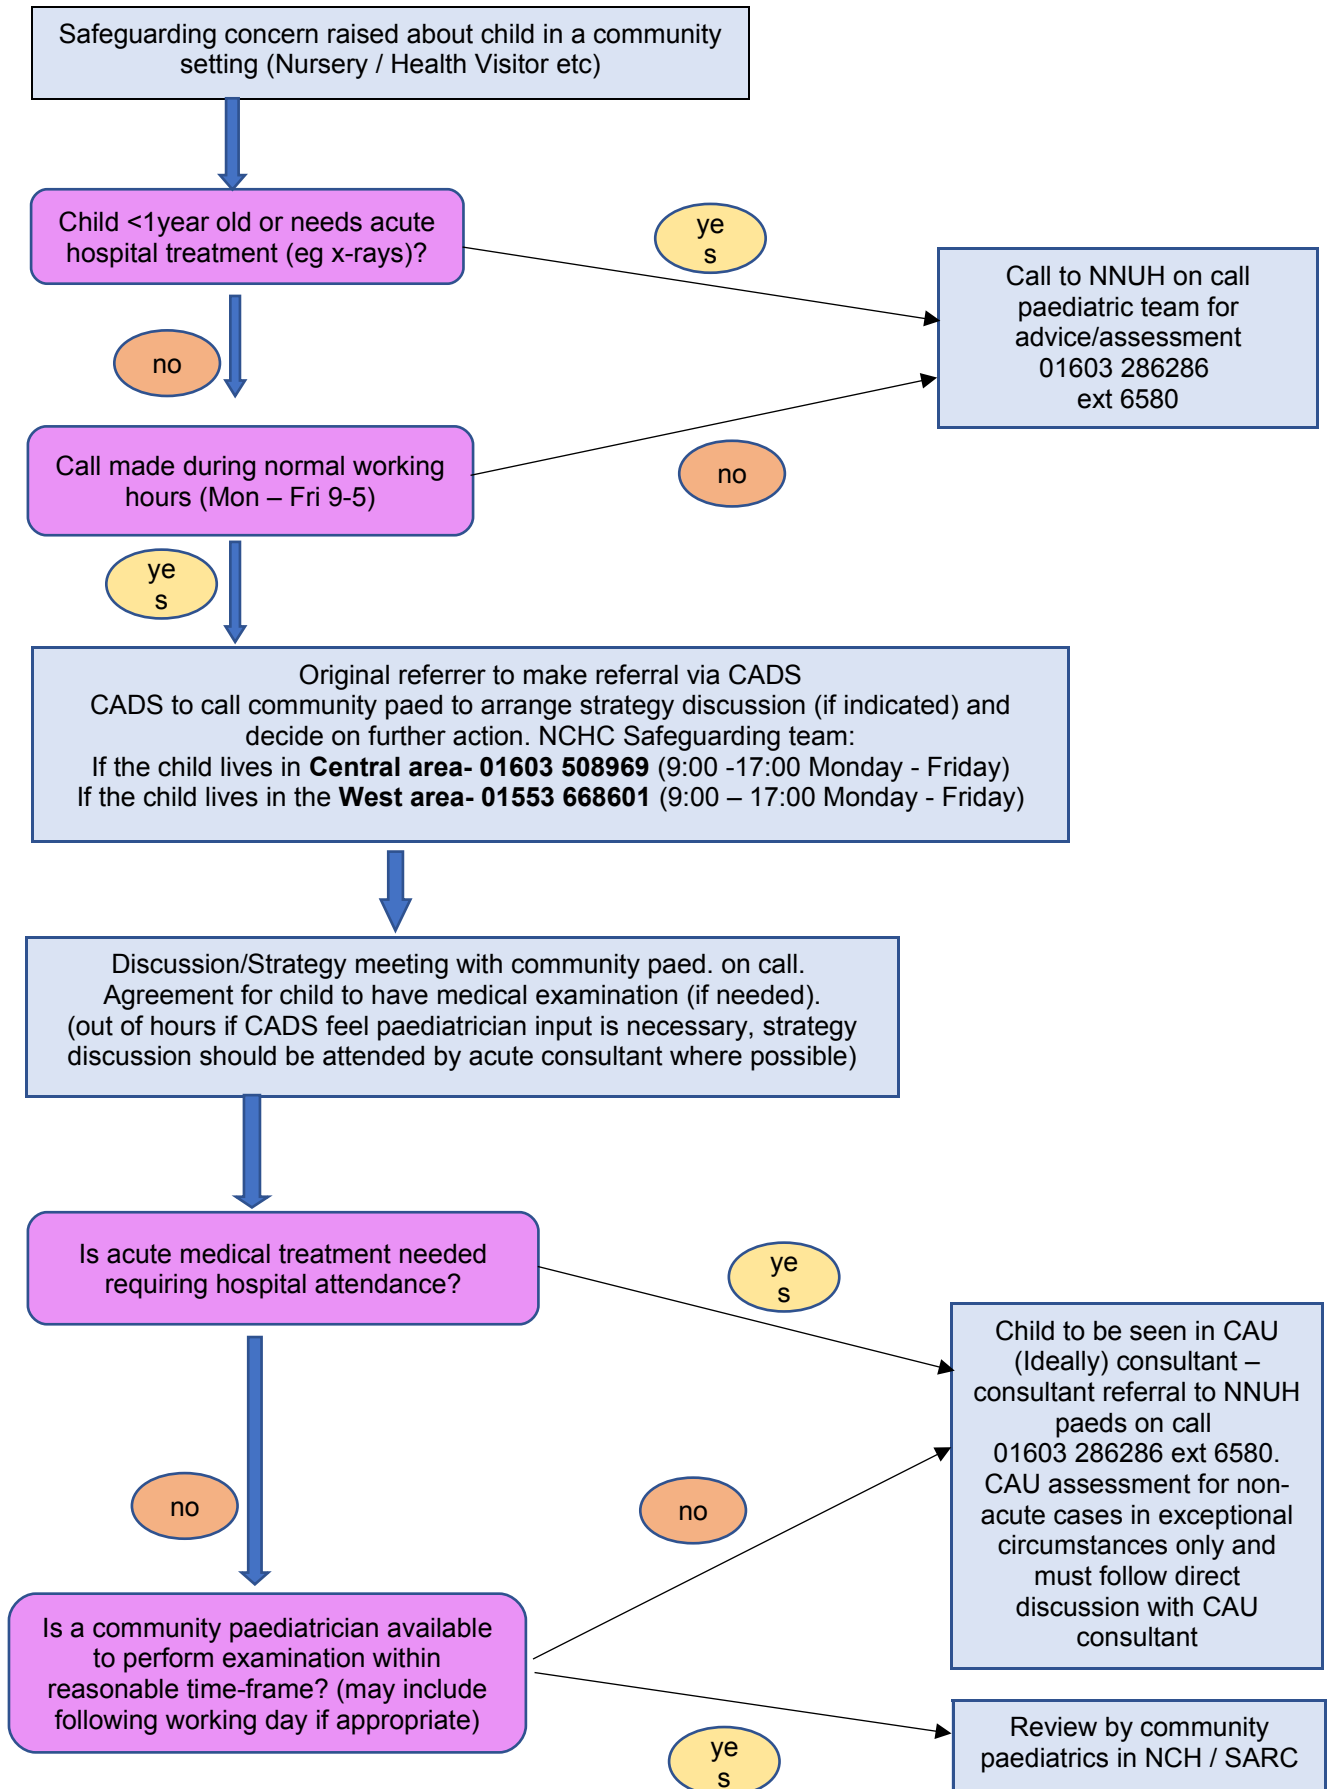 Safeguarding concern raised about child in a community
setting (Nursery / Health Visitor etc)
Child <1year old or needs acute
hospital treatment (eg x-rays)?
ye
s
Call to NNUH on call
paediatric team for
advice/assessment
01603 286286
ext 6580
no
Call made during normal working
hours (Mon – Fri 9-5)
no
ye
s
Original referrer to make referral via CADS
CADS to call community paed to arrange strategy discussion (if indicated) and
decide on further action. NCHC Safeguarding team:
If the child lives in Central area- 01603 508969 (9:00 -17:00 Monday - Friday)
If the child lives in the West area- 01553 668601 (9:00 – 17:00 Monday - Friday)
Discussion/Strategy meeting with community paed. on call.
Agreement for child to have medical examination (if needed).
(out of hours if CADS feel paediatrician input is necessary, strategy
discussion should be attended by acute consultant where possible)
Is acute medical treatment needed
requiring hospital attendance?
ye
s
Child to be seen in CAU
(Ideally) consultant –
consultant referral to NNUH
paeds on call
01603 286286 ext 6580.
CAU assessment for non-
acute cases in exceptional
circumstances only and
must follow direct
discussion with CAU
consultant
no
no
Is a community paediatrician available
to perform examination within
reasonable time-frame? (may include
following working day if appropriate)
ye
s
Review by community
paediatrics in NCH / SARC